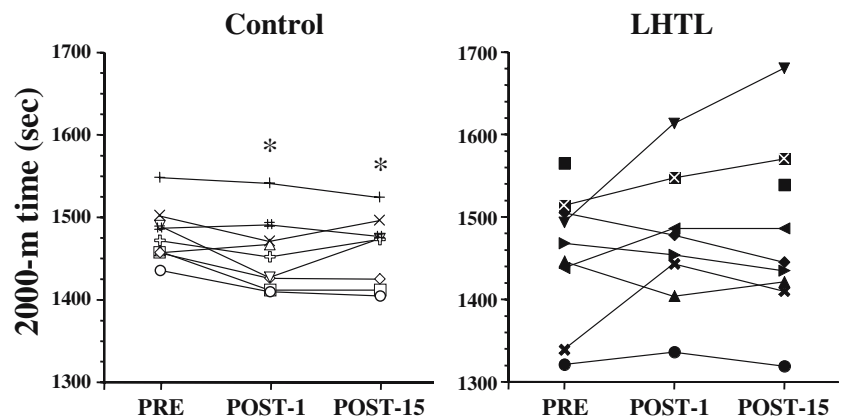 Control
LHTL
2000-m time (sec)
1700
1600
1500
1400
1300
*
*
PRE POST-1 POST-15
1700
1600
1500
1400
1300
PRE POST-1 POST-15